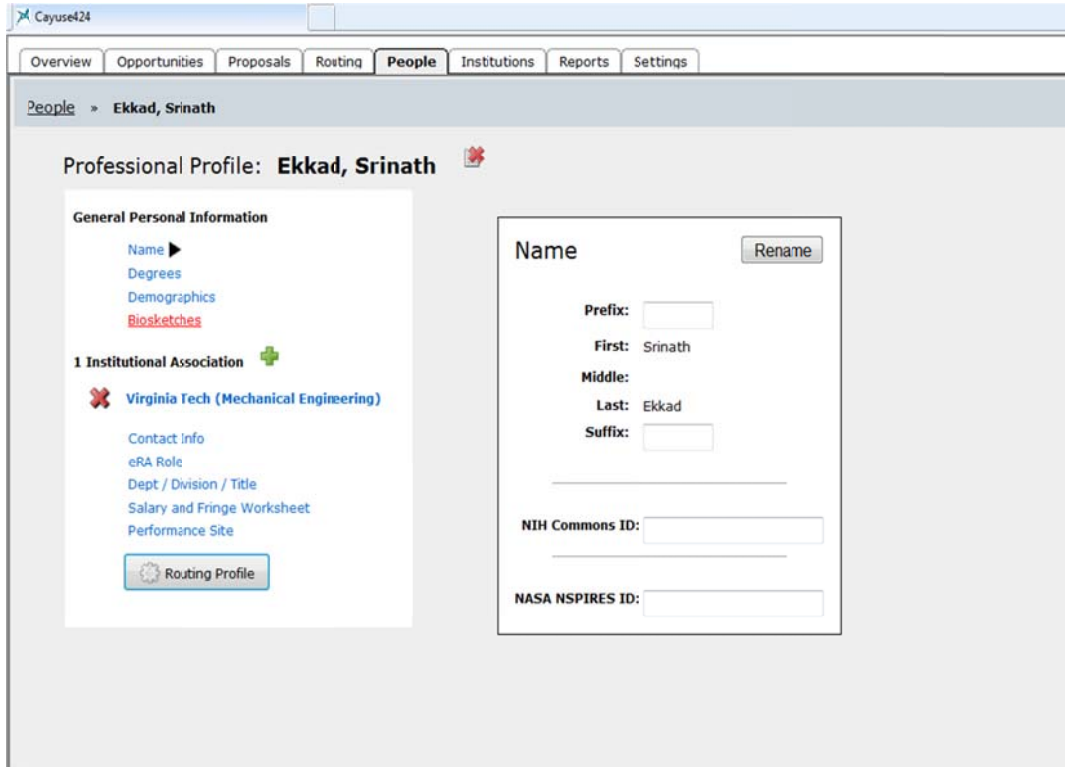 Cayuse424
Overview Opportunities Proposals Routing People Institutions Reports Settings
People » Ekkad, Srinath
Professional Profile: Ekkad, Srinath
General Personal Information
Name
Degrees
Demographics
Biosketches
1 Institutional Association
Virginia Tech (Mechanical Engineering)
Contact Info
eRA Role
Dept / Division / Title
Salary and Fringe Worksheet
Performance Site
Routing Profile
Name Rename
Prefix:
First: Srinath
Middle:
Last: Ekkad
Suffix:
NIH Commons ID:
NASA NSPIRES ID: